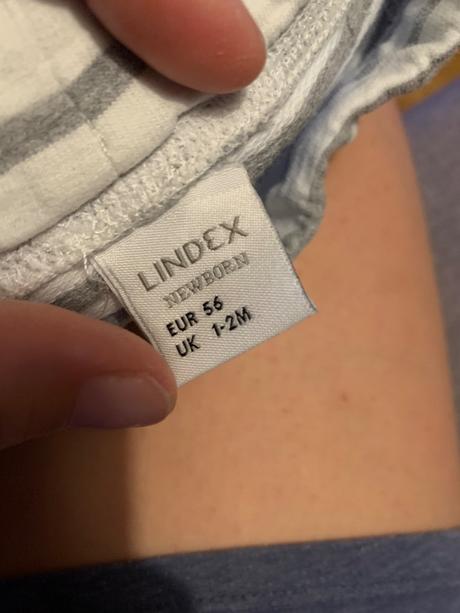 LINDEX
NEWBORN
EUR 56
UK 1-2M